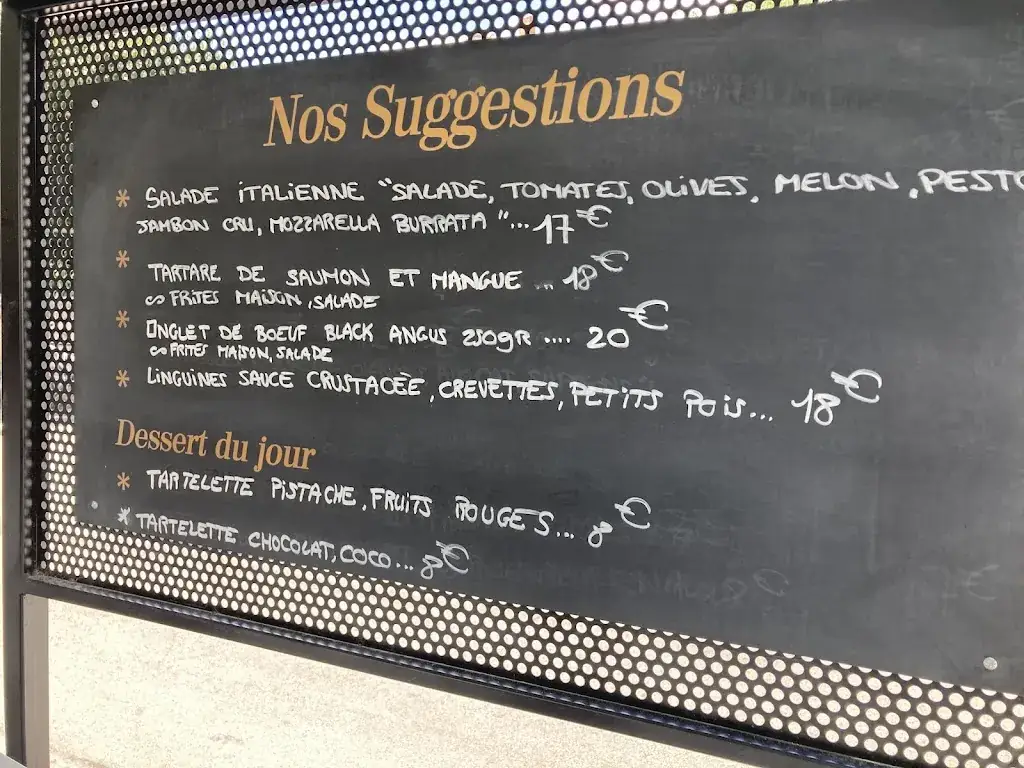 Nos Suggestions
* SALADE ITALIENNE "SALADE, TOMATES, OLIVES, MELON, PESTO
JAMBON CRU, MOZZARELLA BURRATA "... 17€
* TARTARE DE SAUMON ET MANGUE ... 18€
∞ FRITES MAISON, SALADE
* ONGLET DE BOEUF BLACK ANGUS 250gR .... 20€
∞ FRITES MAISON, SALADE
* LINGUINES SAUCE CRUSTACÉE, CREVETTES, PETITS POIS... 18€
Dessert du jour
* TARTELETTE PISTACHE, FRUITS ROUGES... 8€
* TARTELETTE CHOCOLAT, COCO... 8€